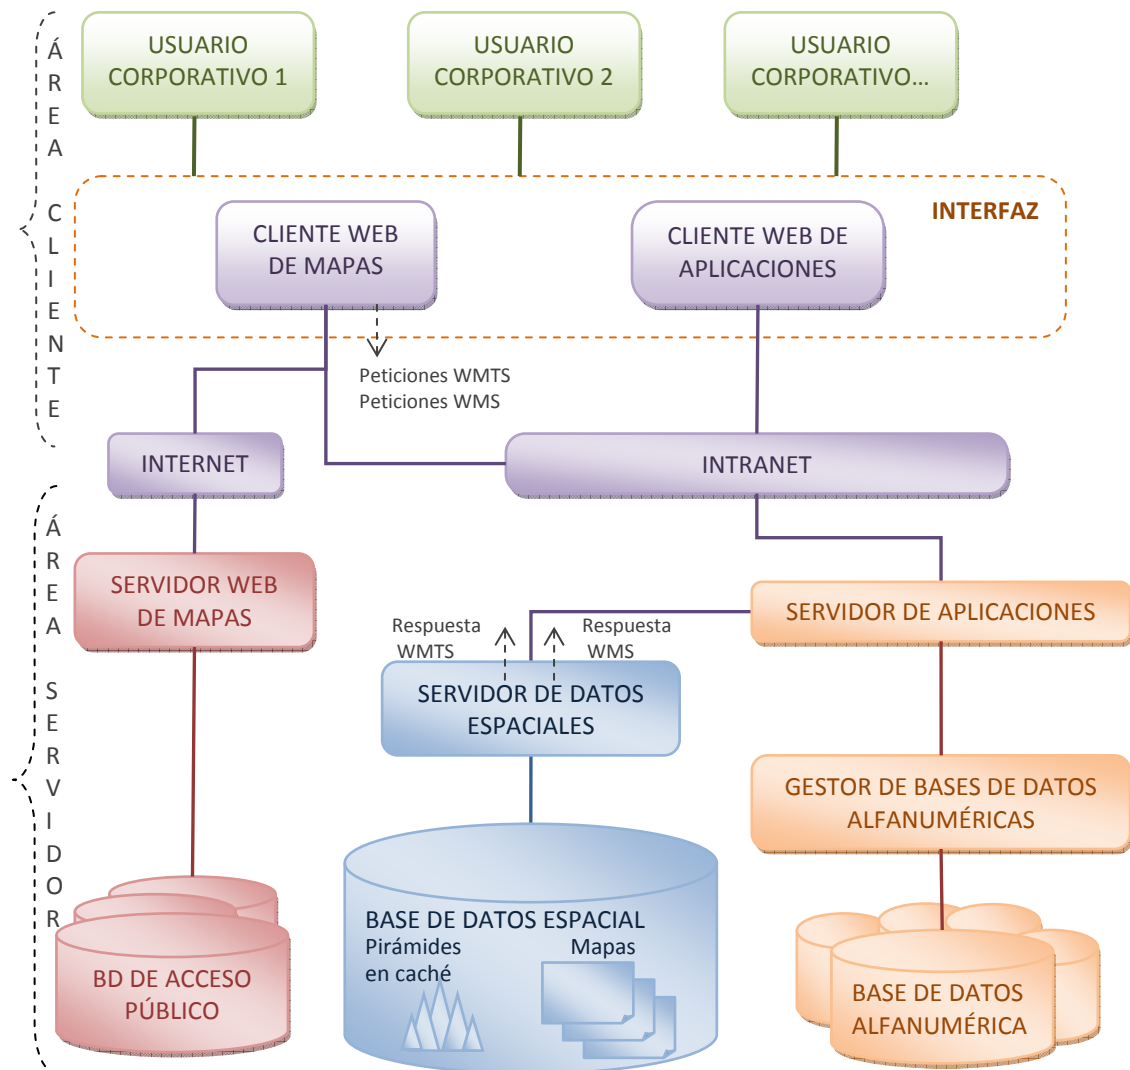 USUARIO
CORPORATIVO 1
USUARIO
CORPORATIVO 2
USUARIO
CORPORATIVO...
ÁREA CLIENTE
INTERFAZ
CLIENTE WEB
DE MAPAS
CLIENTE WEB DE
APLICACIONES
Peticiones WMTS
Peticiones WMS
INTERNET
INTRANET
ÁREA SERVIDOR
SERVIDOR WEB
DE MAPAS
SERVIDOR DE APLICACIONES
Respuesta
WMTS
Respuesta
WMS
SERVIDOR DE DATOS
ESPACIALES
GESTOR DE BASES DE DATOS
ALFANUMÉRICAS
BD DE ACCESO
PÚBLICO
BASE DE DATOS ESPACIAL
Pirámides
en caché
Mapas
BASE DE DATOS
ALFANUMÉRICA